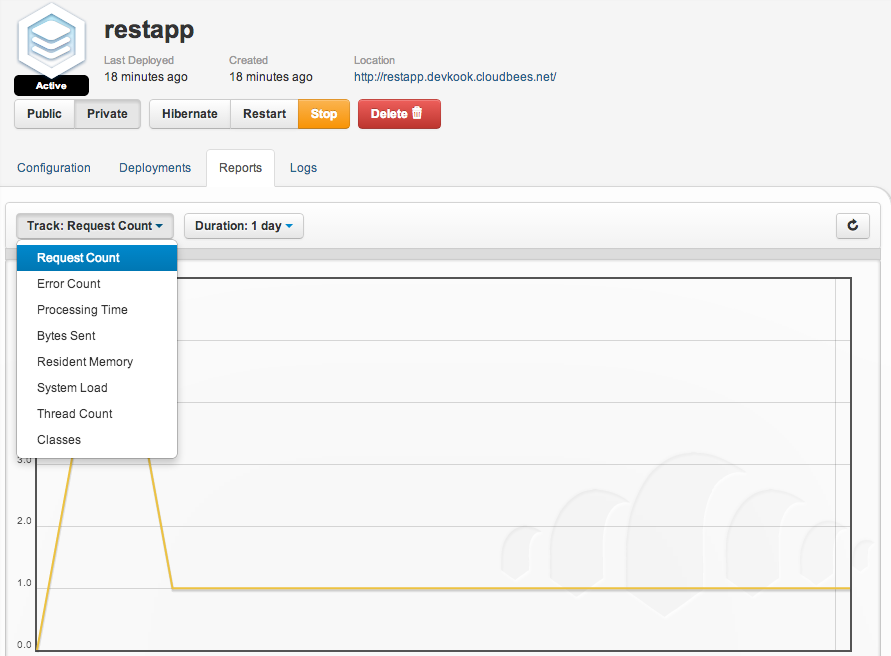 restapp
Last Deployed Created Location
18 minutes ago 18 minutes ago http://restapp.devkook.cloudbees.net/
Active
Public Private Hibernate Restart Stop Delete
Configuration Deployments Reports Logs
Track: Request Count Duration: 1 day
Request Count
Error Count
Processing Time
Bytes Sent
Resident Memory
System Load
Thread Count
Classes
3.0
2.0
1.0
0.0